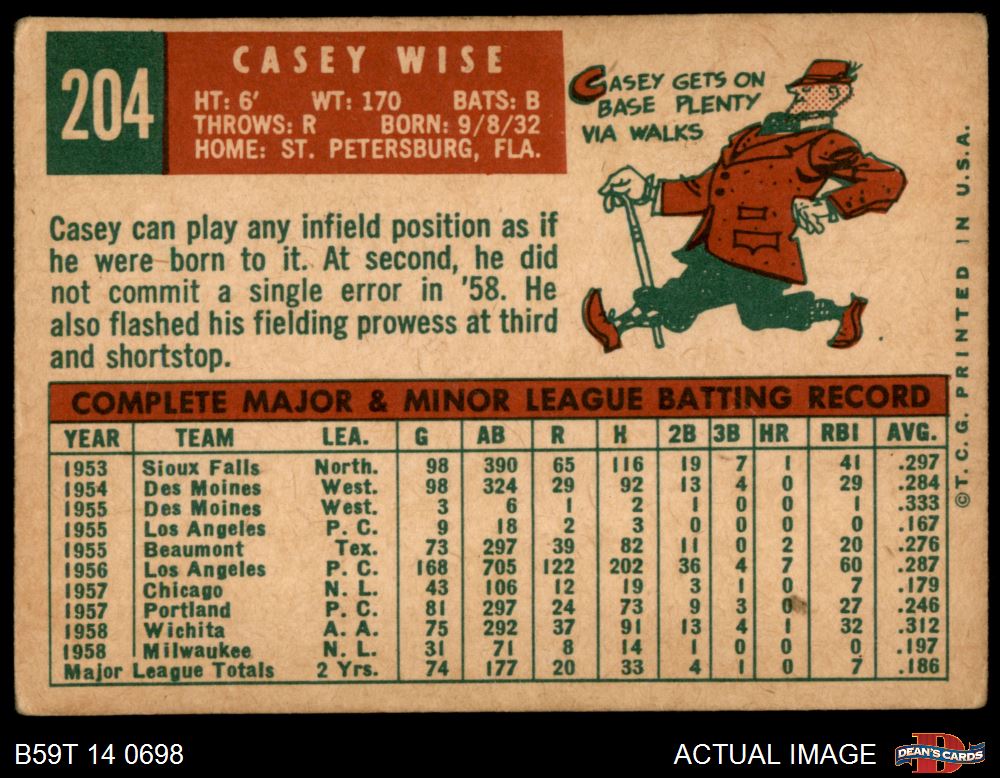 204
CASEY WISE
HT: 6' WT: 170 BATS: B
THROWS: R BORN: 9/8/32
HOME: ST. PETERSBURG, FLA.
CASEY GETS ON
BASE PLENTY
VIA WALKS
Casey can play any infield position as if
he were born to it. At second, he did
not commit a single error in '58. He
also flashed his fielding prowess at third
and shortstop.
COMPLETE MAJOR & MINOR LEAGUE BATTING RECORD
YEAR TEAM LEA. G AB R H 2B 3B HR RBI AVG.
1953 Sioux Falls North. 98 390 65 116 19 7 1 41 .297
1954 Des Moines West. 98 324 29 92 13 4 0 29 .284
1955 Des Moines West. 3 6 1 2 1 0 0 1 .333
1955 Los Angeles P. C. 9 18 2 3 0 0 0 0 .167
1955 Beaumont Tex. 73 297 39 82 11 0 2 20 .276
1956 Los Angeles P. C. 168 705 122 202 36 4 7 60 .287
1957 Chicago N. L. 43 106 12 19 3 1 0 7 .179
1957 Portland P. C. 81 297 24 73 9 3 0 27 .246
1958 Wichita A. A. 75 292 37 91 13 4 1 32 .312
1958 Milwaukee N. L. 31 71 8 14 1 0 0 0 .197
Major League Totals 2 Yrs. 74 177 20 33 4 1 0 7 .186
©T. C. G. PRINTED IN U.S.A.
B59T 14 0698
ACTUAL IMAGE
DEAN'S CARDS